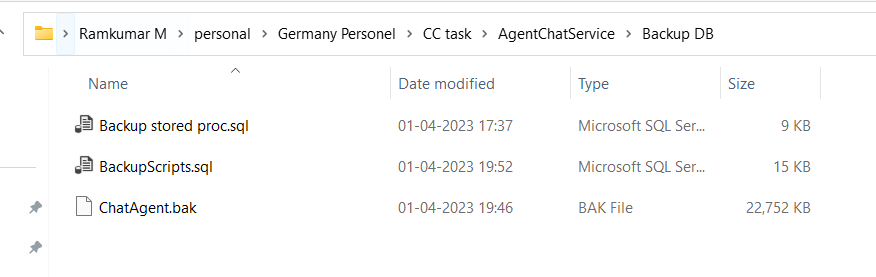 Ramkumar M > personal > Germany Personel > CC task > AgentChatService > Backup DB
Name Date modified Type Size
Backup stored proc.sql 01-04-2023 17:37 Microsoft SQL Ser... 9 KB
BackupScripts.sql 01-04-2023 19:52 Microsoft SQL Ser... 15 KB
ChatAgent.bak 01-04-2023 19:46 BAK File 22,752 KB